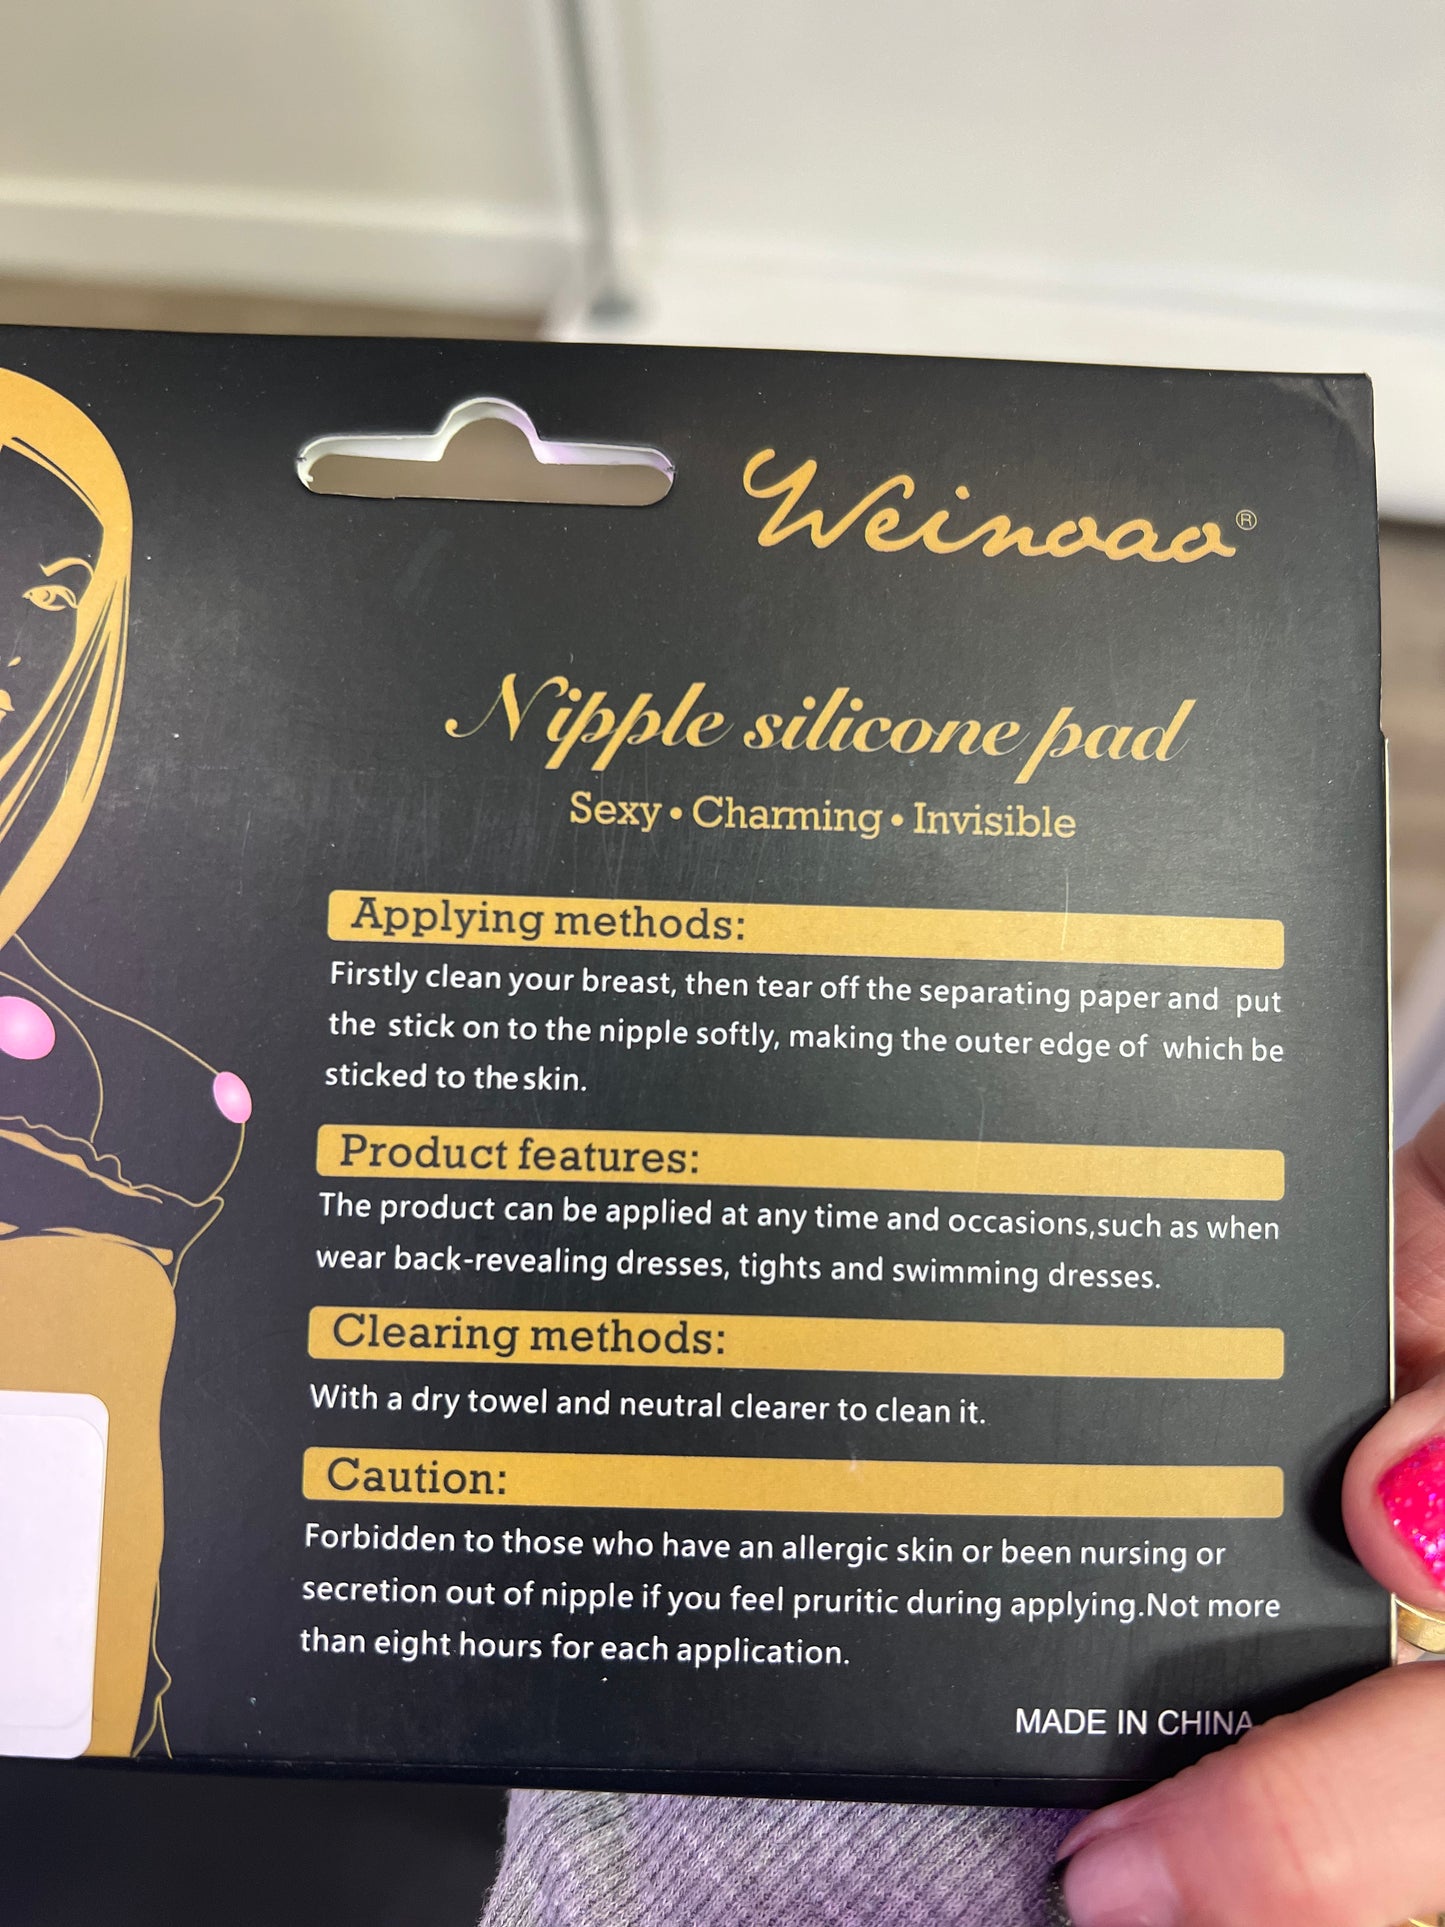 Weinoao®
Nipple silicone pad
Sexy • Charming • Invisible
Applying methods:
Firstly clean your breast, then tear off the separating paper and put
the stick on to the nipple softly, making the outer edge of which be
sticked to the skin.
Product features:
The product can be applied at any time and occasions,such as when
wear back-revealing dresses, tights and swimming dresses.
Clearing methods:
With a dry towel and neutral clearer to clean it.
Caution:
Forbidden to those who have an allergic skin or been nursing or
secretion out of nipple if you feel pruritic during applying.Not more
than eight hours for each application.
MADE IN CHINA